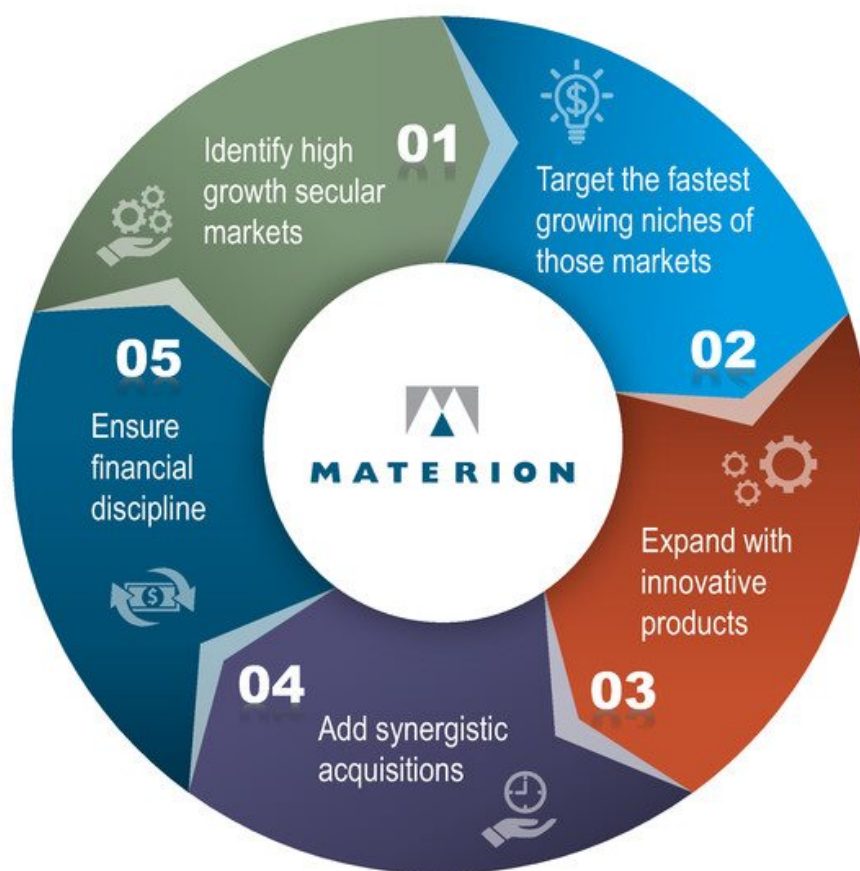 01
Identify high
growth secular
markets
Target the fastest
growing niches of
those markets
02
Expand with
innovative
products
03
04
Add synergistic
acquisitions
05
Ensure
financial
discipline
MATERION
$
$